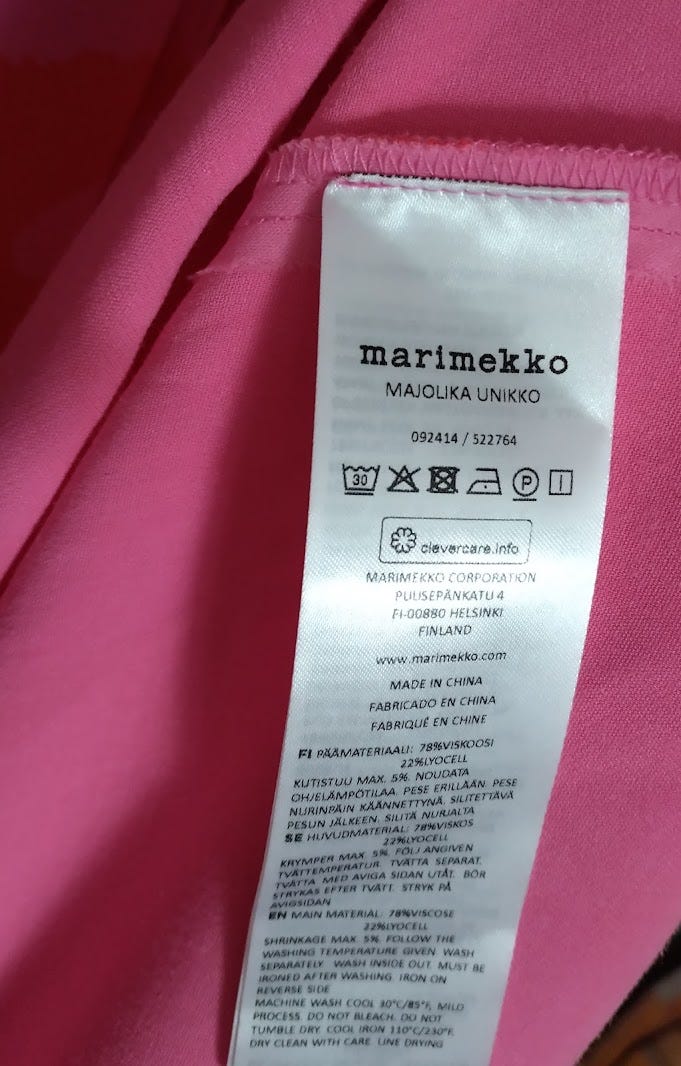 marimekko
MAJOLIKA UNIKKO
092414 / 522764
30 P
clevercare.info
MARIMEKKO CORPORATION
PUUSEPÄNKATU 4
FI-00880 HELSINKI
FINLAND
www.marimekko.com
MADE IN CHINA
FABRICADO EN CHINA
FABRIQUÉ EN CHINE
FI PÄÄMATERIAALI: 78%VISKOOSI
22%LYOCELL
KUTISTUU MAX. 5%. NOUDATA
OHJELÄMPÖTILAA. PESE ERILLÄÄN. PESE
NURINPÄIN KÄÄNNETTYNÄ. SILITETTÄVÄ
PESUN JÄLKEEN. SILITÄ NURJALTA
SE HUVUDMATERIAL: 78%VISKOS
22%LYOCELL
KRYMPER MAX. 5%. FÖLJ ANGIVEN
TVÄTTEMPERATUR. TVÄTTA SEPARAT.
TVÄTTA MED AVIGA SIDAN UTÅT. BÖR
STRYKAS EFTER TVÄTT. STRYK PÅ
AVIGSIDAN
EN MAIN MATERIAL: 78%VISCOSE
22%LYOCELL
SHRINKAGE MAX. 5%. FOLLOW THE
WASHING TEMPERATURE GIVEN. WASH
SEPARATELY. WASH INSIDE OUT. MUST BE
IRONED AFTER WASHING. IRON ON
REVERSE SIDE
MACHINE WASH COOL 30°C/85°F, MILD
PROCESS. DO NOT BLEACH. DO NOT
TUMBLE DRY. COOL IRON 110°C/230°F,
DRY CLEAN WITH CARE. LINE DRYING